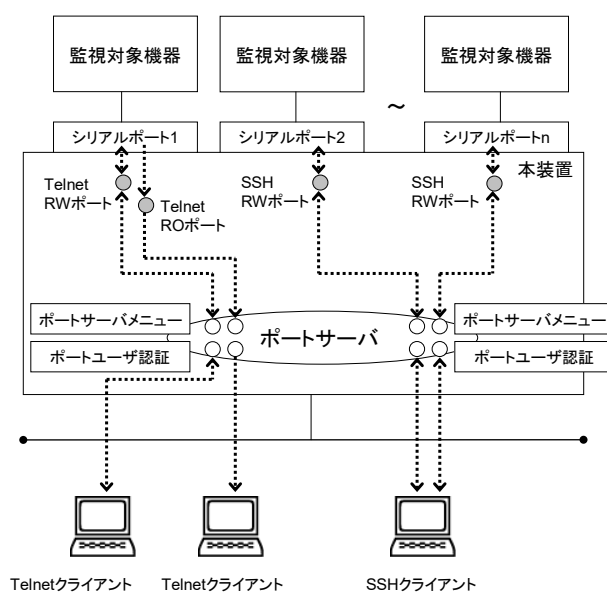 監視対象機器
監視対象機器
監視対象機器
～
シリアルポート1
シリアルポート2
シリアルポートn
本装置
Telnet
RWポート
Telnet
ROポート
SSH
RWポート
SSH
RWポート
ポートサーバメニュー
ポートユーザ認証
ポートサーバ
ポートサーバメニュー
ポートユーザ認証
Telnetクライアント
Telnetクライアント
SSHクライアント